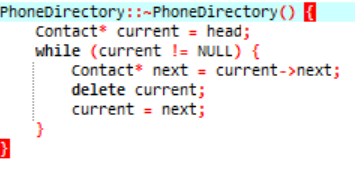 PhoneDirectory::~PhoneDirectory() {
    Contact* current = head;
    while (current != NULL) {
        Contact* next = current->next;
        delete current;
        current = next;
    }
}